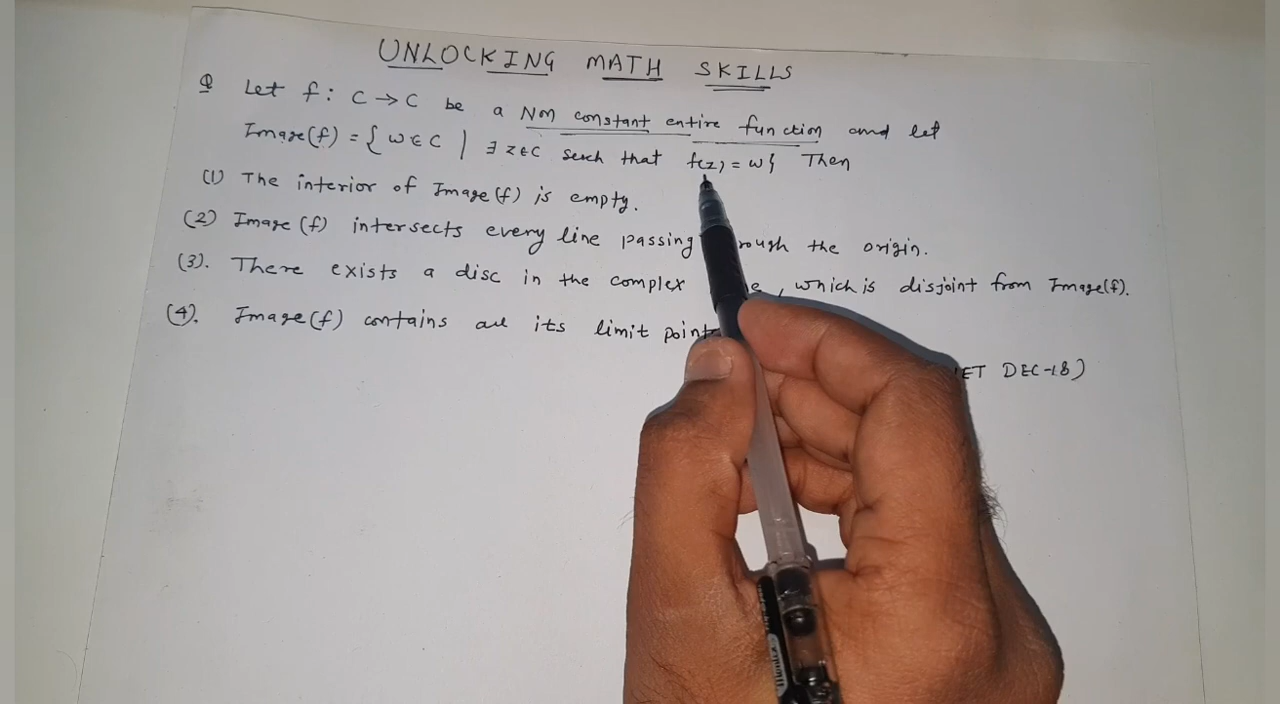 UNLOCKING MATH SKILLS
Q Let f: C → C be a Non constant entire function and let
Image(f) = { w ∈ C | ∃ z ∈ C such that f(z) = w } Then
(1) The interior of Image (f) is empty.
(2) Image (f) intersects every line passing the origin.
(3). There exists a disc in the complex , which is disjoint from Image(f).
(4). Image (f) contains all its limit
DEC-18)